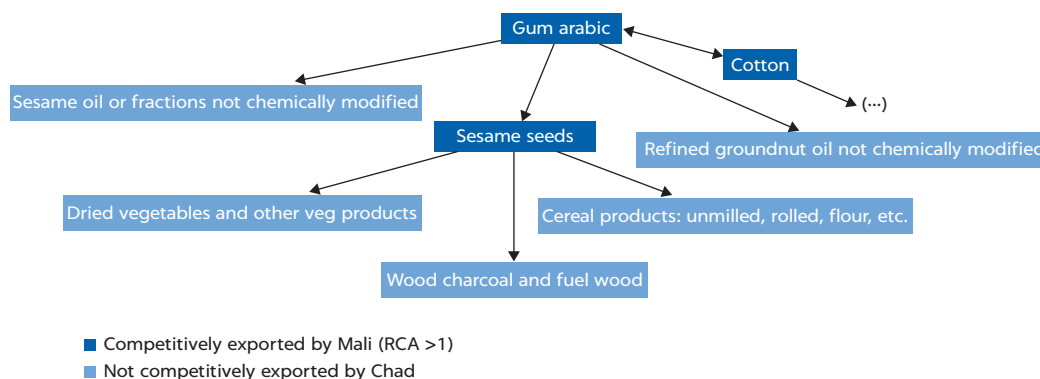 Gum arabic
Cotton
Sesame oil or fractions not chemically modified
(...)
Sesame seeds
Refined groundnut oil not chemically modified
Dried vegetables and other veg products
Cereal products: unmilled, rolled, flour, etc.
Wood charcoal and fuel wood
Competitively exported by Mali (RCA >1)
Not competitively exported by Chad